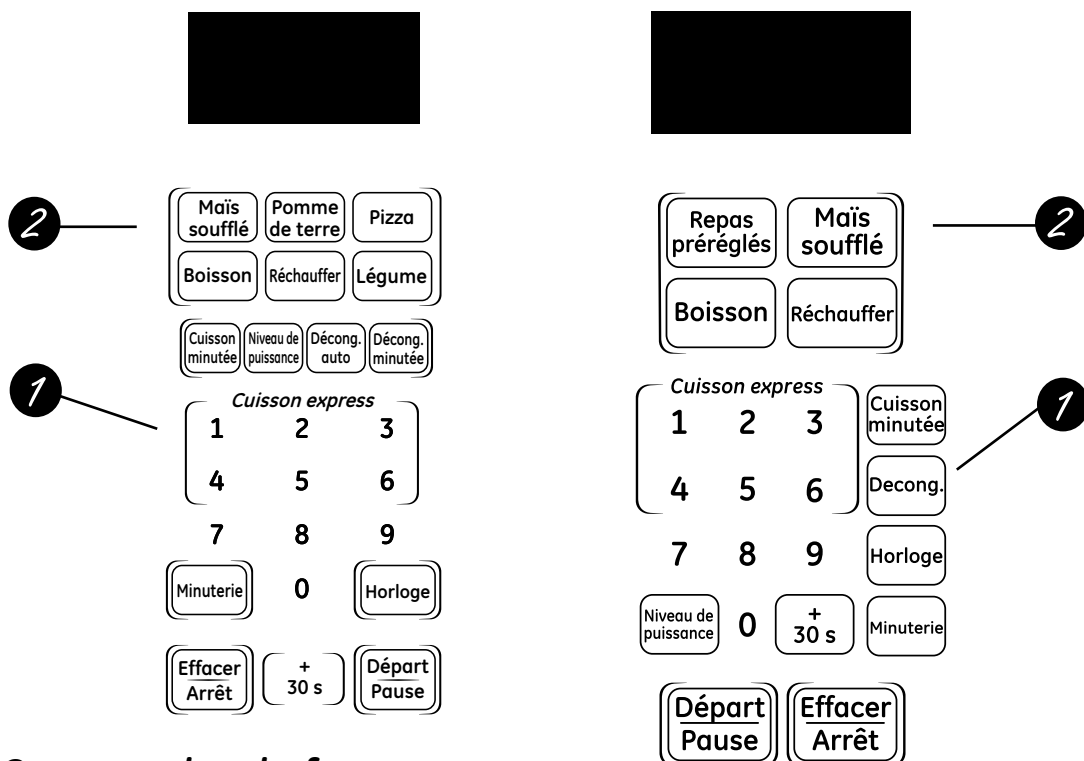 2
Maïs soufflé
Pomme de terre
Pizza
Boisson
Réchauffer
Légume
Cuisson minutée
Niveau de puissance
Décong. auto
Décong. minutée
1
Cuisson express
1 2 3
4 5 6
7 8 9
Minuterie
0
Horloge
Effacer
Arrêt
+
30 s
Départ
Pause
Repas préréglés
Maïs soufflé
2
Boisson
Réchauffer
Cuisson express
1 2 3
Cuisson minutée
1
4 5 6
Decong.
7 8 9
Horloge
Niveau de puissance
0
+
30 s
Minuterie
Départ
Pause
Effacer
Arrêt